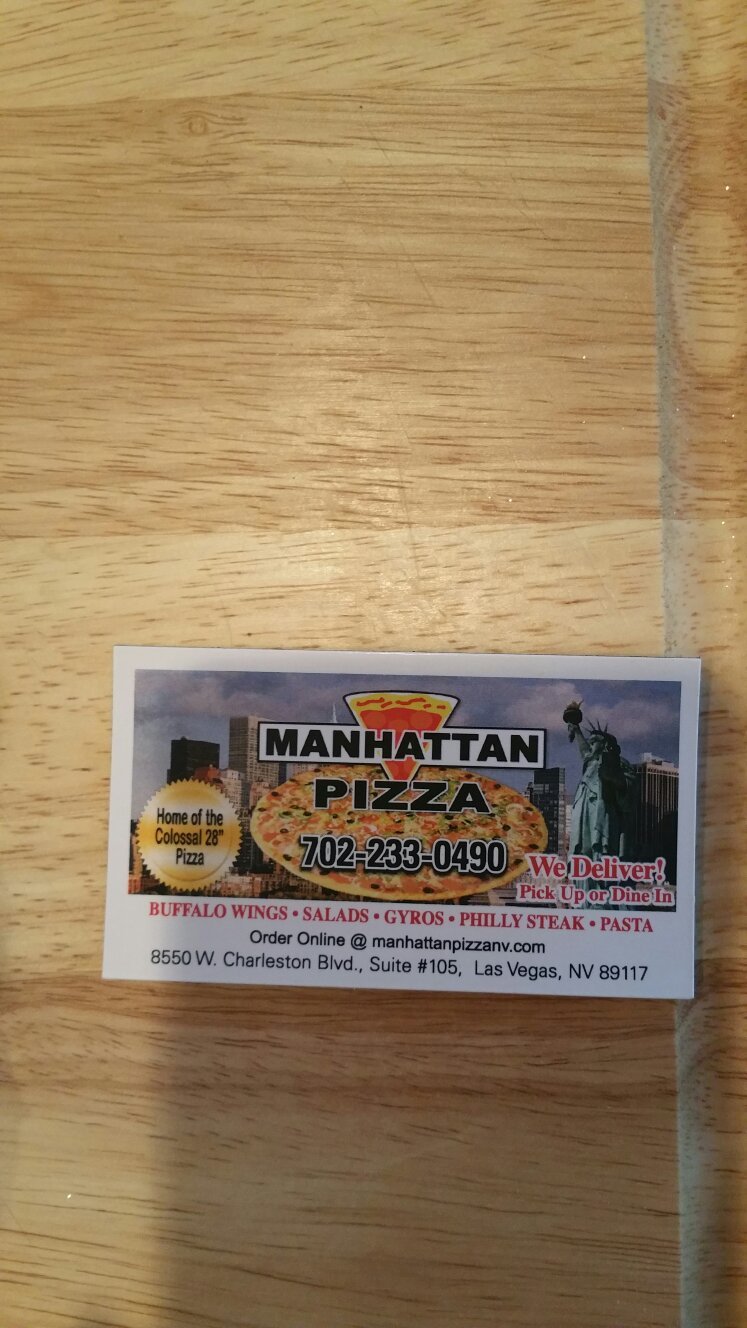 MANHATTAN
PIZZA
702-233-0490
Home of the
Colossal 28"
Pizza
We Deliver!
Pick Up or Dine In
BUFFALO WINGS • SALADS • GYROS • PHILLY STEAK • PASTA
Order Online @ manhattanpizzanv.com
8550 W. Charleston Blvd., Suite #105, Las Vegas, NV 89117